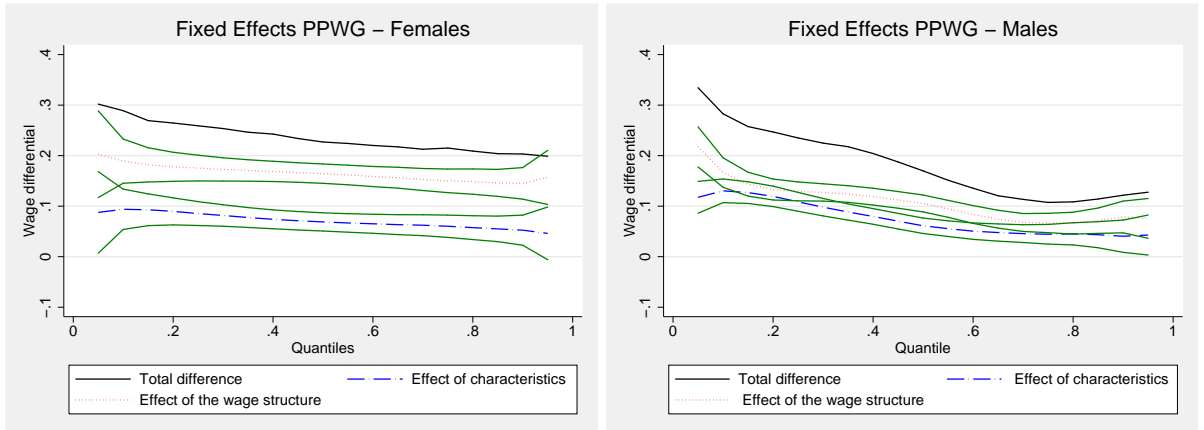 Fixed Effects PPWG – Females
Wage differential
.4
.3
.2
.1
0
–.1
0
.2
.4
.6
.8
1
Quantiles
Total difference
Effect of characteristics
Effect of the wage structure
Fixed Effects PPWG – Males
Wage differential
.4
.3
.2
.1
0
–.1
0
.2
.4
.6
.8
1
Quantile
Total difference
Effect of characteristics
Effect of the wage structure